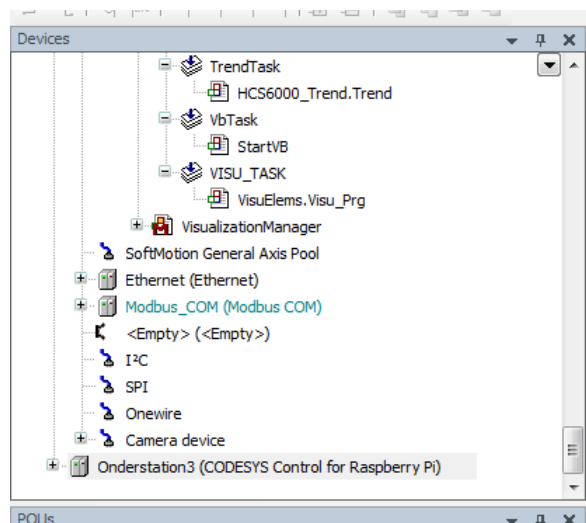 Devices
TrendTask
HCS6000_Trend.Trend
VbTask
StartVB
VISU_TASK
VisuElems.Visu_Prg
VisualizationManager
SoftMotion General Axis Pool
Ethernet (Ethernet)
Modbus_COM (Modbus COM)
<Empty> (<Empty>)
I²C
SPI
Onewire
Camera device
Onderstation3 (CODESYS Control for Raspberry Pi)
POUs